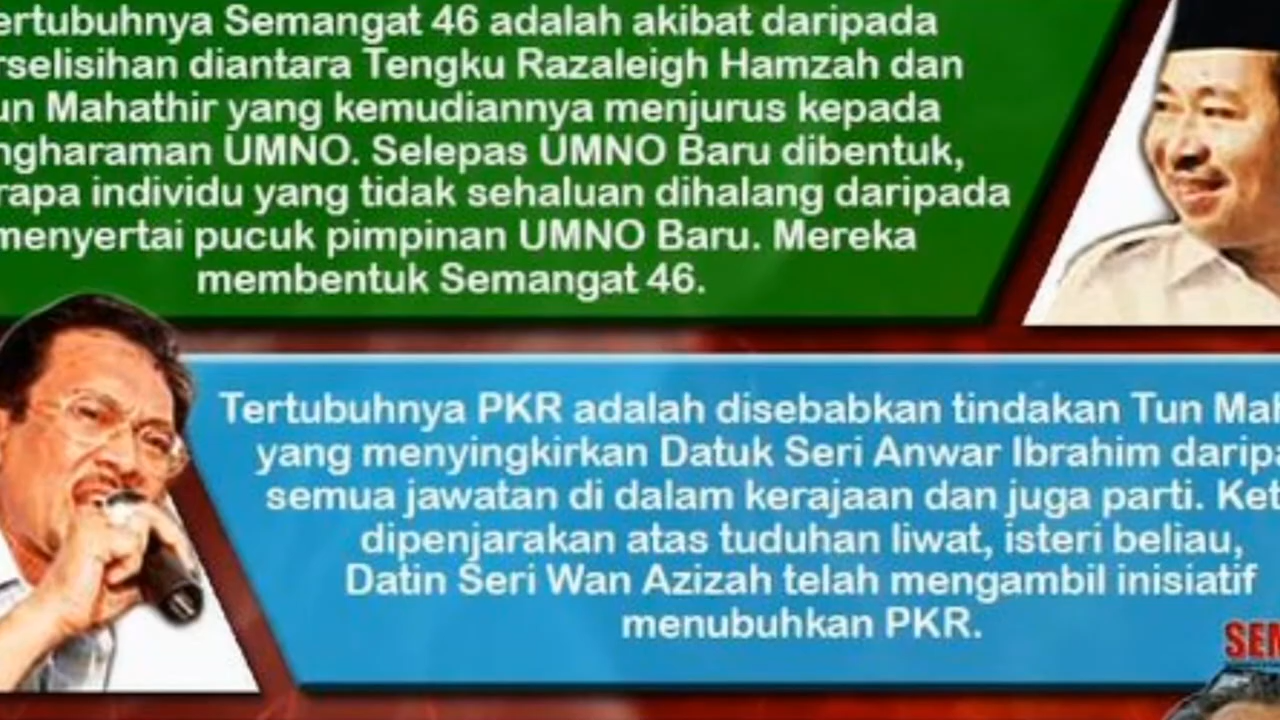 ertubuhnya Semangat 46 adalah akibat daripada
rselisihan diantara Tengku Razaleigh Hamzah dan
un Mahathir yang kemudiannya menjurus kepada
ngharaman UMNO. Selepas UMNO Baru dibentuk,
rapa individu yang tidak sehaluan dihalang daripada
menyertai pucuk pimpinan UMNO Baru. Mereka
membentuk Semangat 46.
Tertubuhnya PKR adalah disebabkan tindakan Tun Mah
yang menyingkirkan Datuk Seri Anwar Ibrahim daripa
semua jawatan di dalam kerajaan dan juga parti. Ket
dipenjarakan atas tuduhan liwat, isteri beliau,
Datin Seri Wan Azizah telah mengambil inisiatif
menubuhkan PKR.
SEM